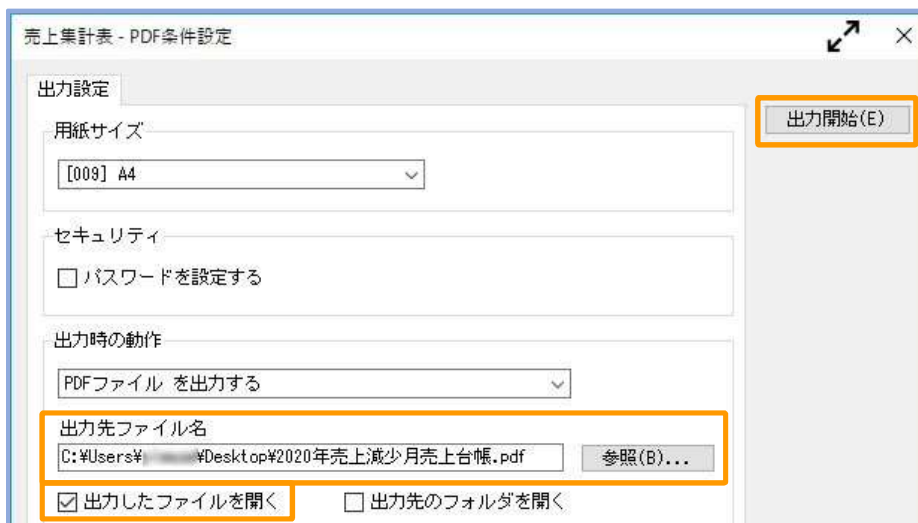 売上集計表 - PDF条件設定
出力設定
出力開始(E)
用紙サイズ
[009] A4
セキュリティ
パスワードを設定する
出力時の動作
PDFファイル を出力する
出力先ファイル名
C:¥Users¥ ¥Desktop¥2020年売上減少月売上台帳.pdf 参照(B)...
出力したファイルを開く 出力先のフォルダを開く